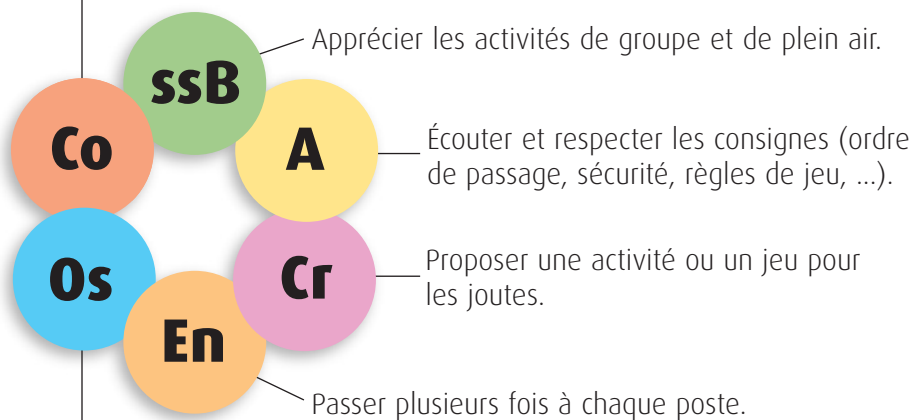 ssB
Apprécier les activités de groupe et de plein air.
Co
A
Écouter et respecter les consignes (ordre
de passage, sécurité, règles de jeu, ...).
Os
Cr
Proposer une activité ou un jeu pour
les joutes.
En
Passer plusieurs fois à chaque poste.